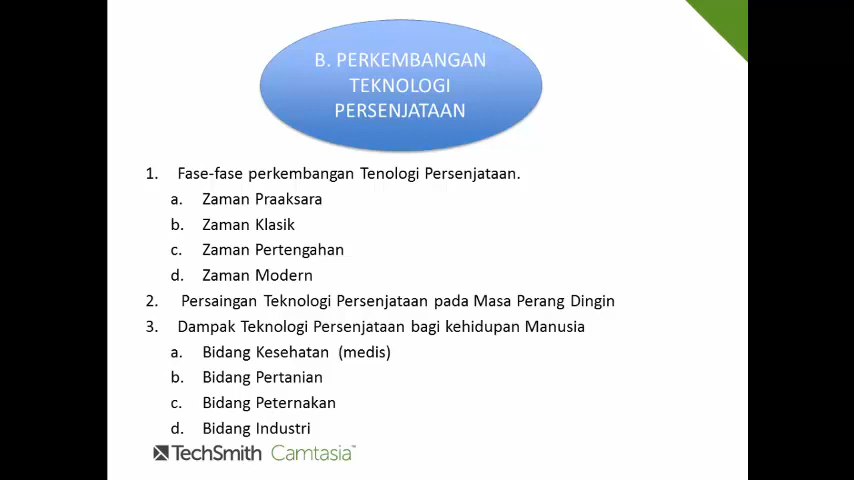 B. PERKEMBANGAN
TEKNOLOGI
PERSENJATAAN
1. Fase-fase perkembangan Tenologi Persenjataan.
a. Zaman Praaksara
b. Zaman Klasik
c. Zaman Pertengahan
d. Zaman Modern
2. Persaingan Teknologi Persenjataan pada Masa Perang Dingin
3. Dampak Teknologi Persenjataan bagi kehidupan Manusia
a. Bidang Kesehatan (medis)
b. Bidang Pertanian
c. Bidang Peternakan
d. Bidang Industri
TechSmith Camtasia™